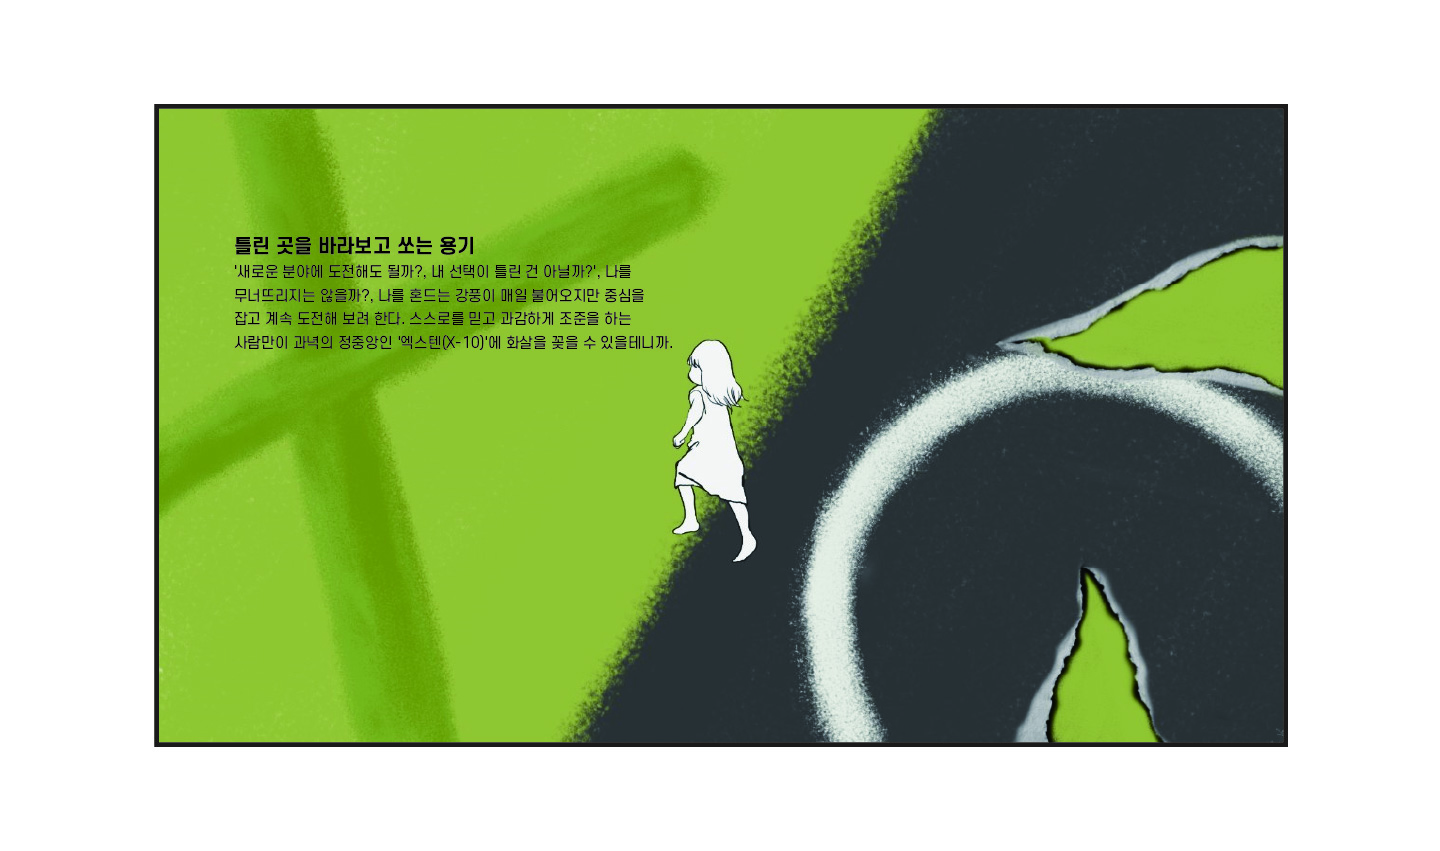 틀린 곳을 바라보고 쏘는 용기
'새로운 분야에 도전해도 될까?, 내 선택이 틀린 건 아닐까?', 나를
무너뜨리지는 않을까?, 나를 흔드는 강풍이 매일 불어오지만 중심을
잡고 계속 도전해 보려 한다. 스스로를 믿고 과감하게 조준을 하는
사람만이 과녁의 정중앙인 '엑스텐(X-10)'에 화살을 꽂을 수 있을테니까.